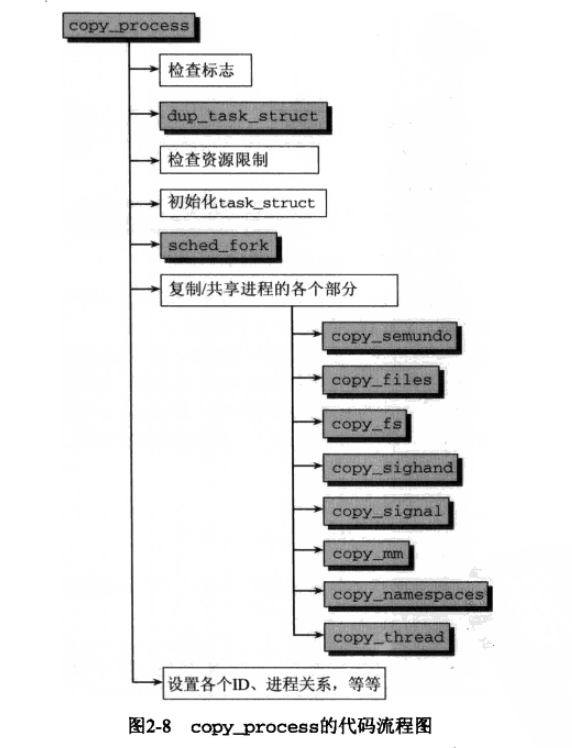 copy_process
检查标志
dup_task_struct
检查资源限制
初始化task_struct
sched_fork
复制/共享进程的各个部分
copy_semundo
copy_files
copy_fs
copy_sighand
copy_signal
copy_mm
copy_namespaces
copy_thread
设置各个ID、进程关系，等等
图2-8 copy_process的代码流程图